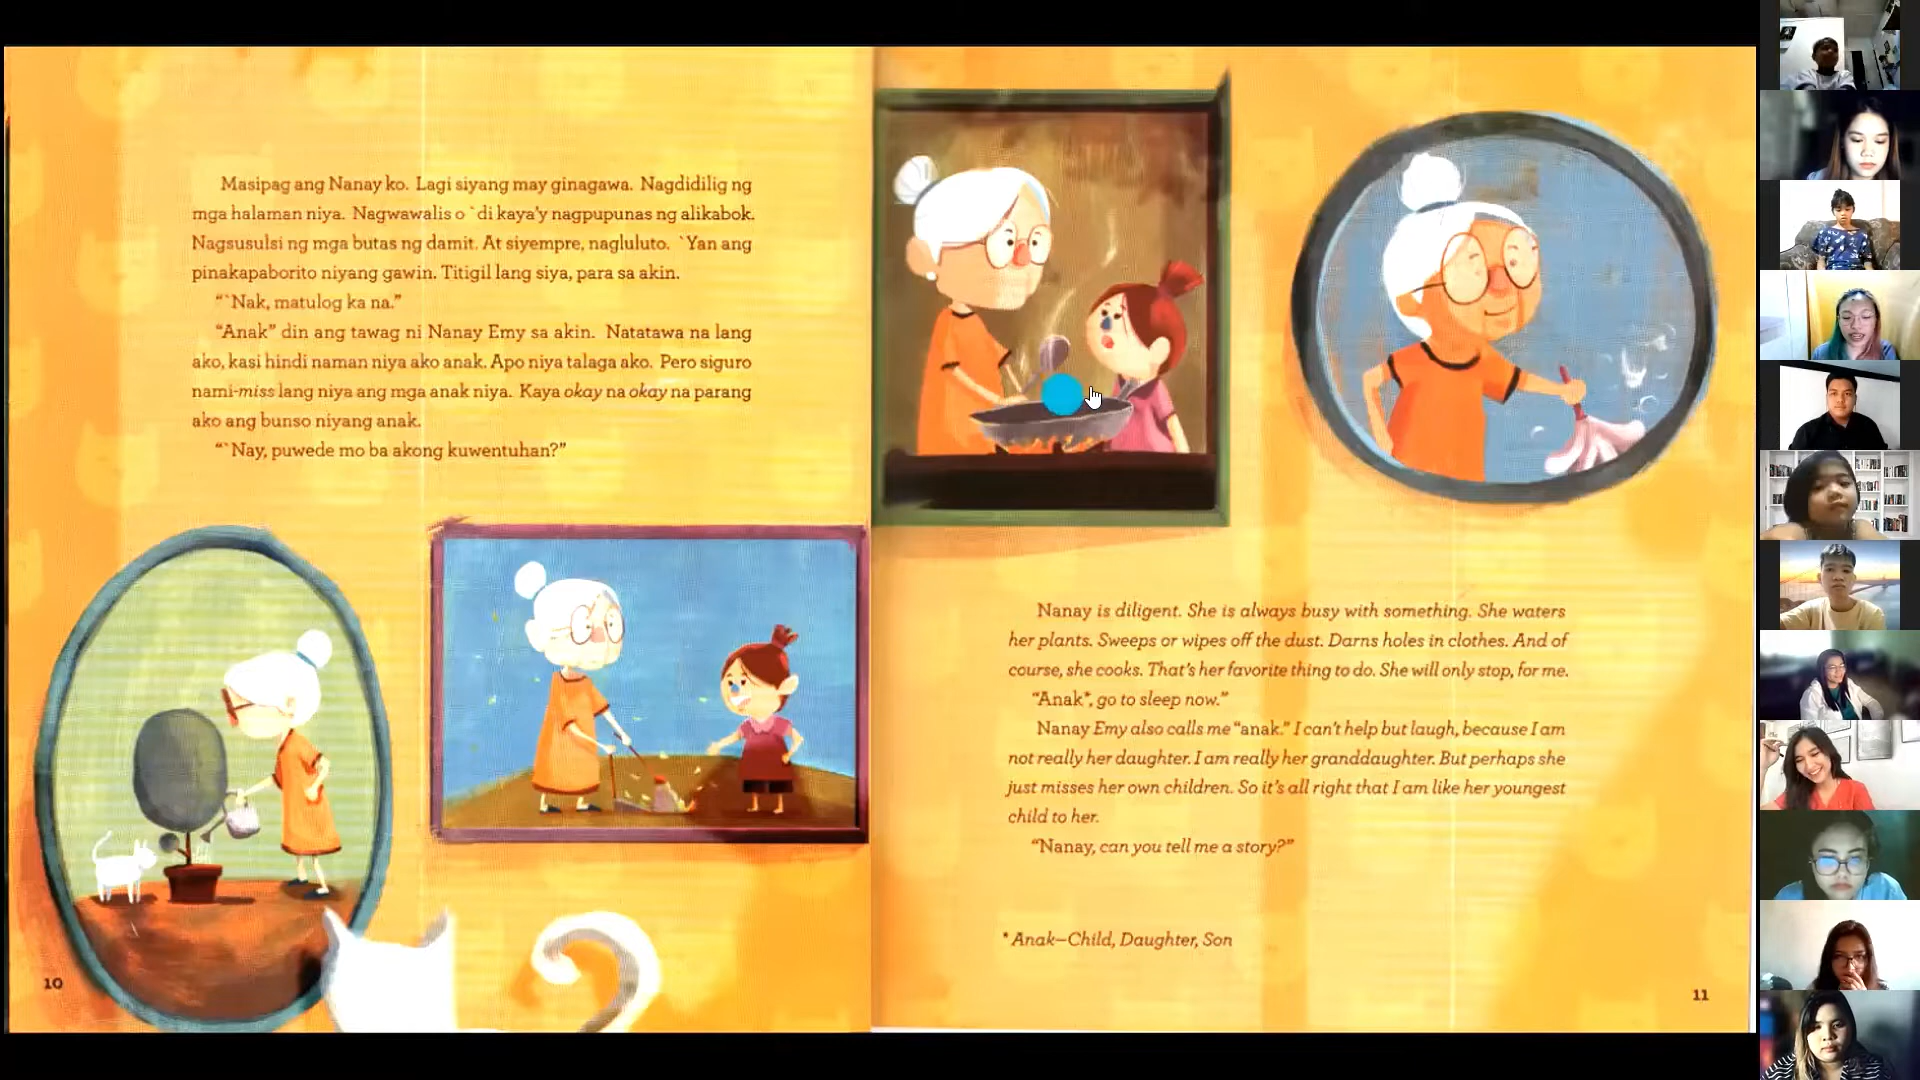 Masipag ang Nanay ko. Lagi siyang may ginagawa. Nagdidilig ng
mga halaman niya. Nagwawalis o `di kaya'y nagpupunas ng alikabok.
Nagsusulsi ng mga butas ng damit. At siyempre, nagluluto. `Yan ang
pinakapaborito niyang gawin. Titigil lang siya, para sa akin.
“`Nak, matulog ka na.”
“Anak” din ang tawag ni Nanay Emy sa akin. Natatawa na lang
ako, kasi hindi naman niya ako anak. Apo niya talaga ako. Pero siguro
nami-miss lang niya ang mga anak niya. Kaya okay na okay na parang
ako ang bunso niyang anak.
“`Nay, puwede mo ba akong kuwentuhan?”
10
Nanay is diligent. She is always busy with something. She waters
her plants. Sweeps or wipes off the dust. Darns holes in clothes. And of
course, she cooks. That's her favorite thing to do. She will only stop, for me.
“Anak*, go to sleep now.”
Nanay Emy also calls me “anak.” I can't help but laugh, because I am
not really her daughter. I am really her granddaughter. But perhaps she
just misses her own children. So it's all right that I am like her youngest
child to her.
“Nanay, can you tell me a story?”
* Anak—Child, Daughter, Son
11